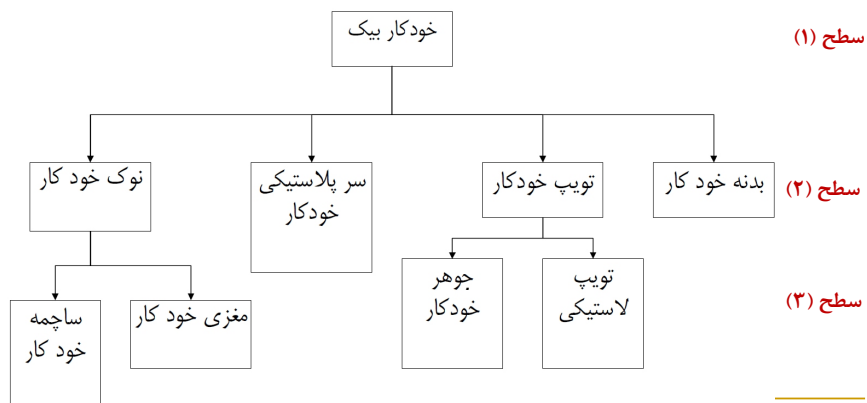 خودکار بیک
سطح (۱)
بدنه خود کار
تویپ خودکار
سر پلاستیکی
خودکار
نوک خود کار
سطح (۲)
تویپ
لاستیکی
جوهر
خودکار
مغزی خود کار
ساچمه
خود کار
سطح (۳)